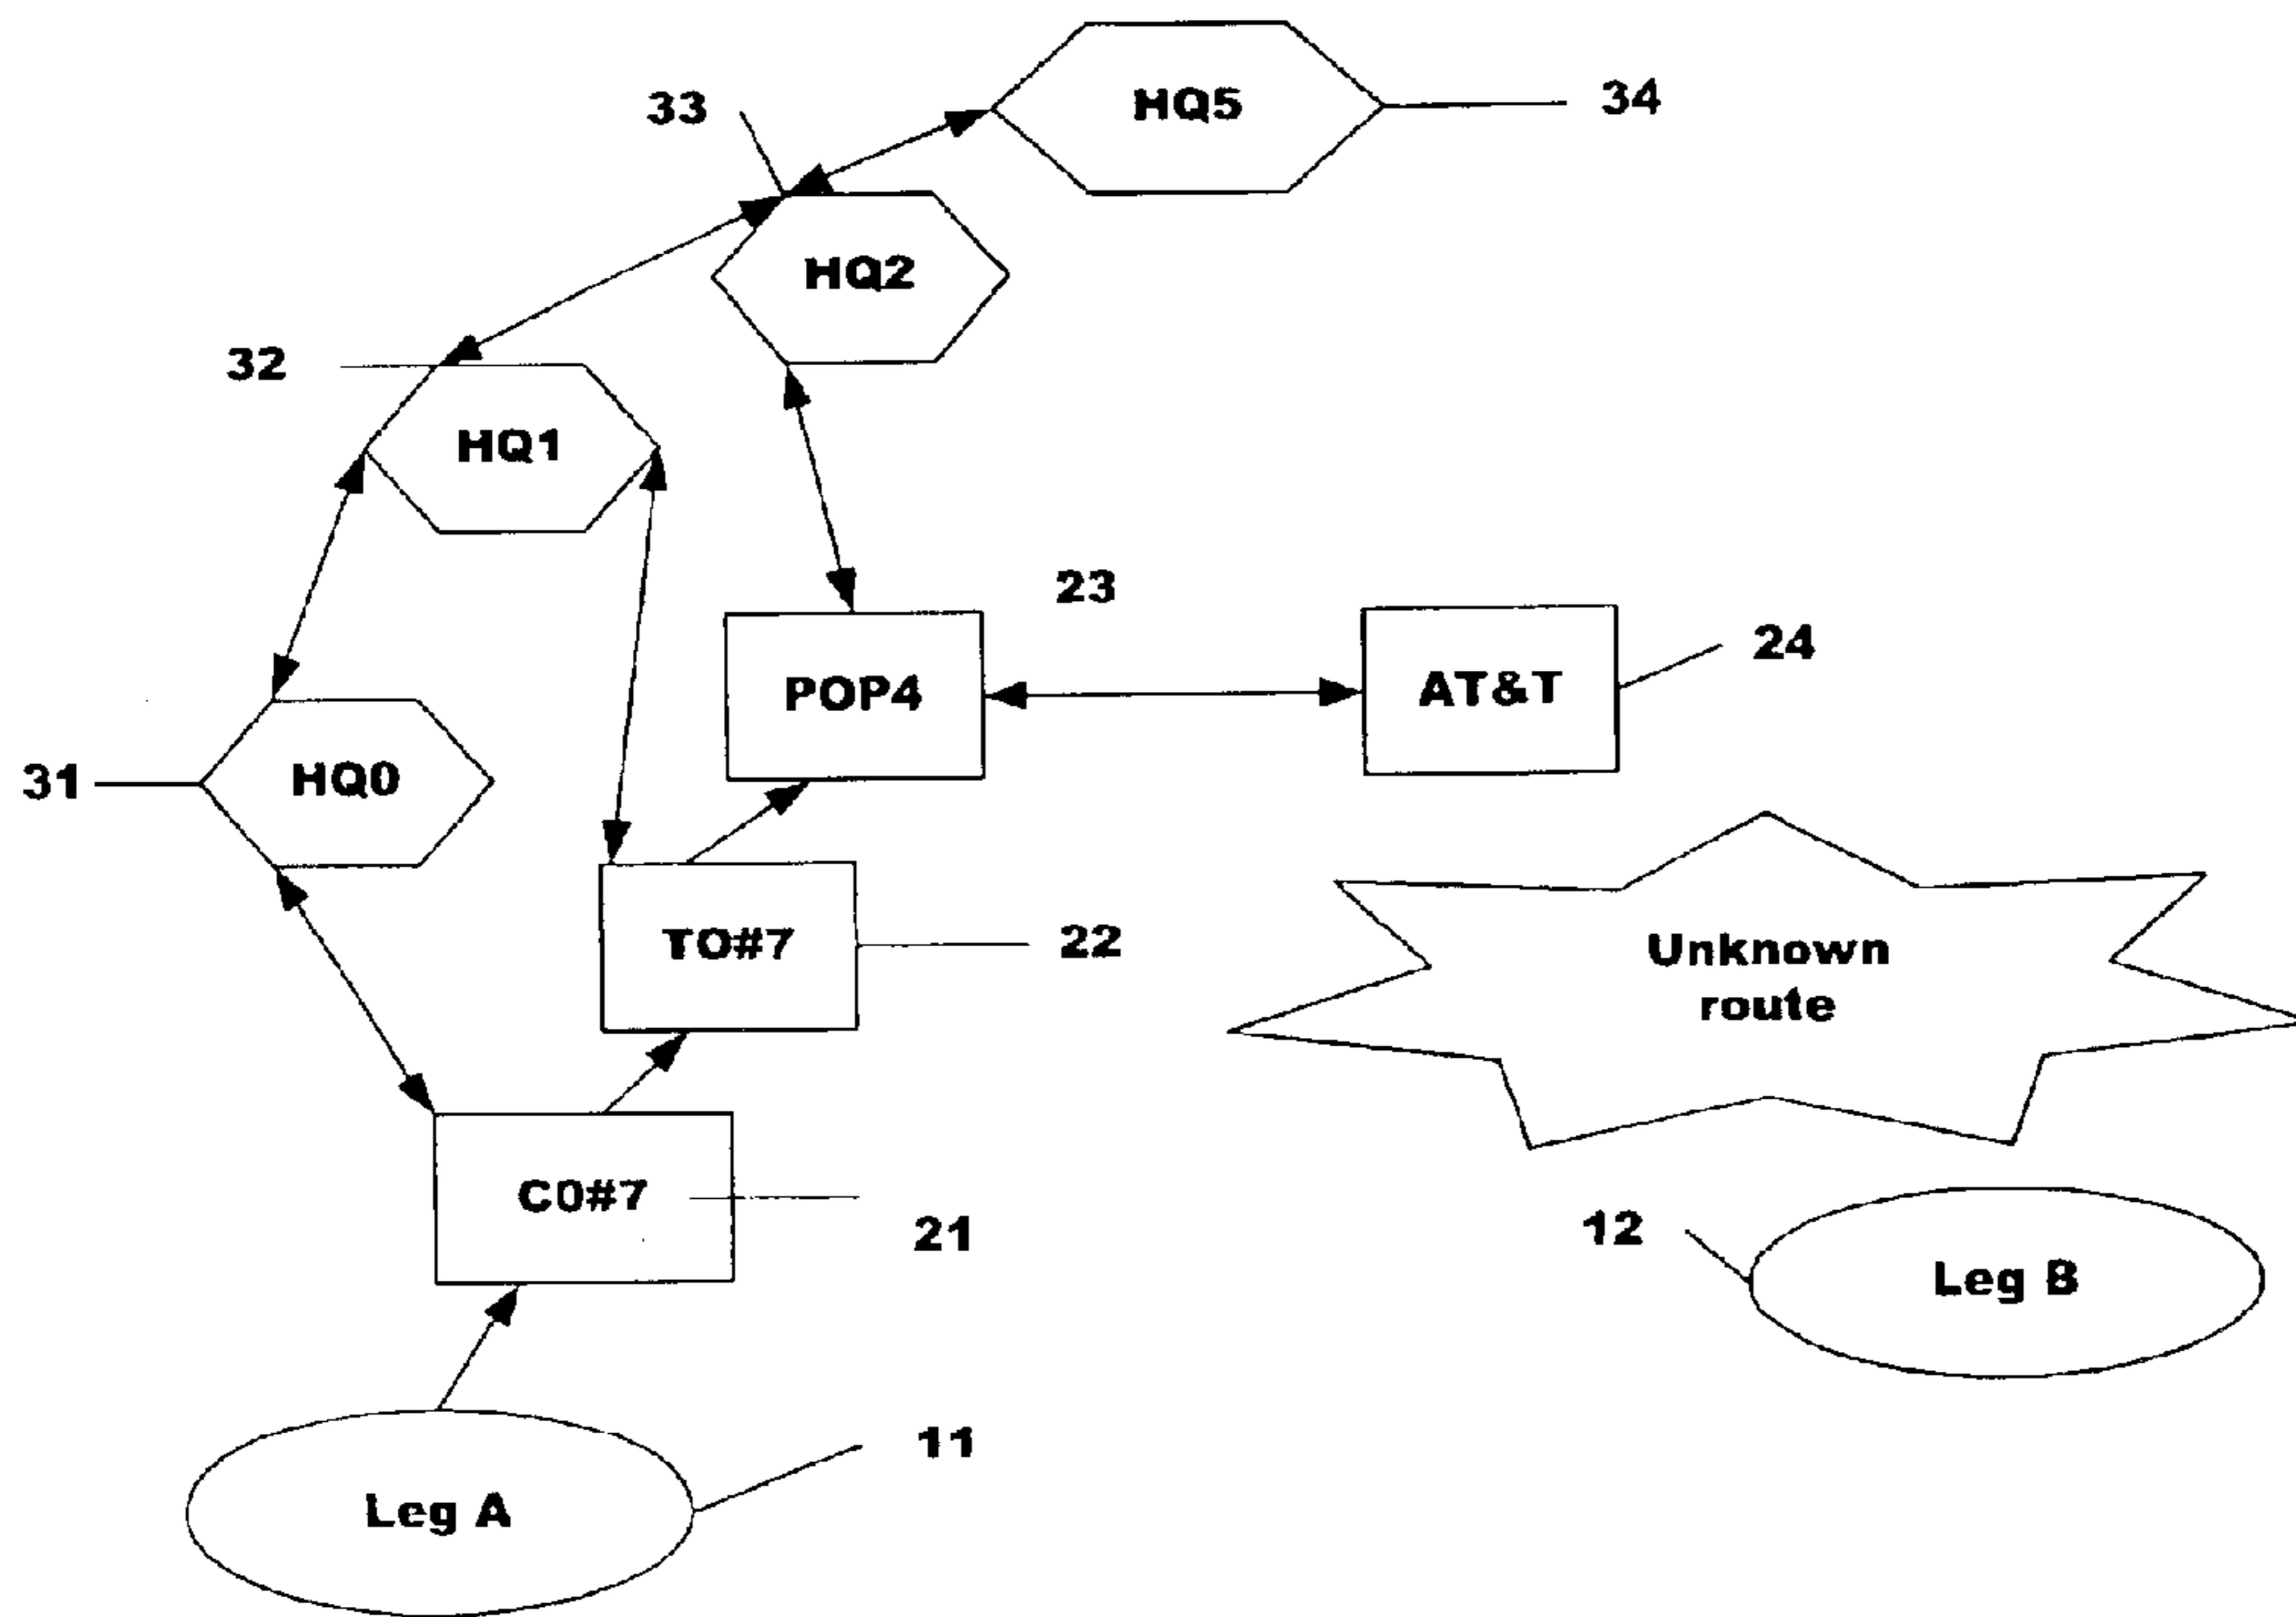 HQ5
34
33
HQ2
32
HQ1
23
POP4
AT&T
24
31
HQ0
TO#7
22
Unknown
route
C0#7
21
12
Leg B
11
Leg A